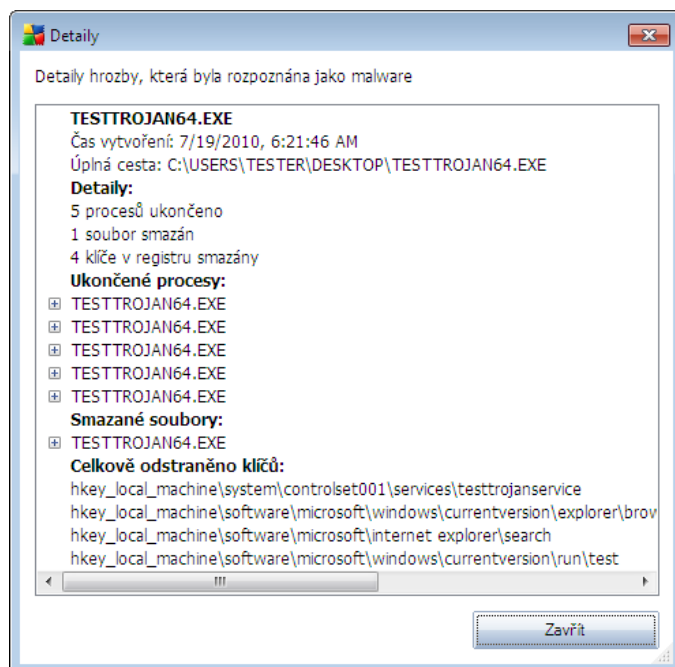 Detaily
Detaily hrozby, která byla rozpoznána jako malware
TESTTROJAN64.EXE
Čas vytvoření: 7/19/2010, 6:21:46 AM
Úplná cesta: C:\USERS\TESTER\DESKTOP\TESTTROJAN64.EXE
Detaily:
5 procesů ukončeno
1 soubor smazán
4 klíče v registru smazány
Ukončené procesy:
TESTTROJAN64.EXE
TESTTROJAN64.EXE
TESTTROJAN64.EXE
TESTTROJAN64.EXE
TESTTROJAN64.EXE
Smazané soubory:
TESTTROJAN64.EXE
Celkově odstraněno klíčů:
hkey_local_machine\system\controlset001\services\testtrojanservice
hkey_local_machine\software\microsoft\windows\currentversion\explorer\brow
hkey_local_machine\software\microsoft\internet explorer\search
hkey_local_machine\software\microsoft\windows\currentversion\run\test
Zavřít